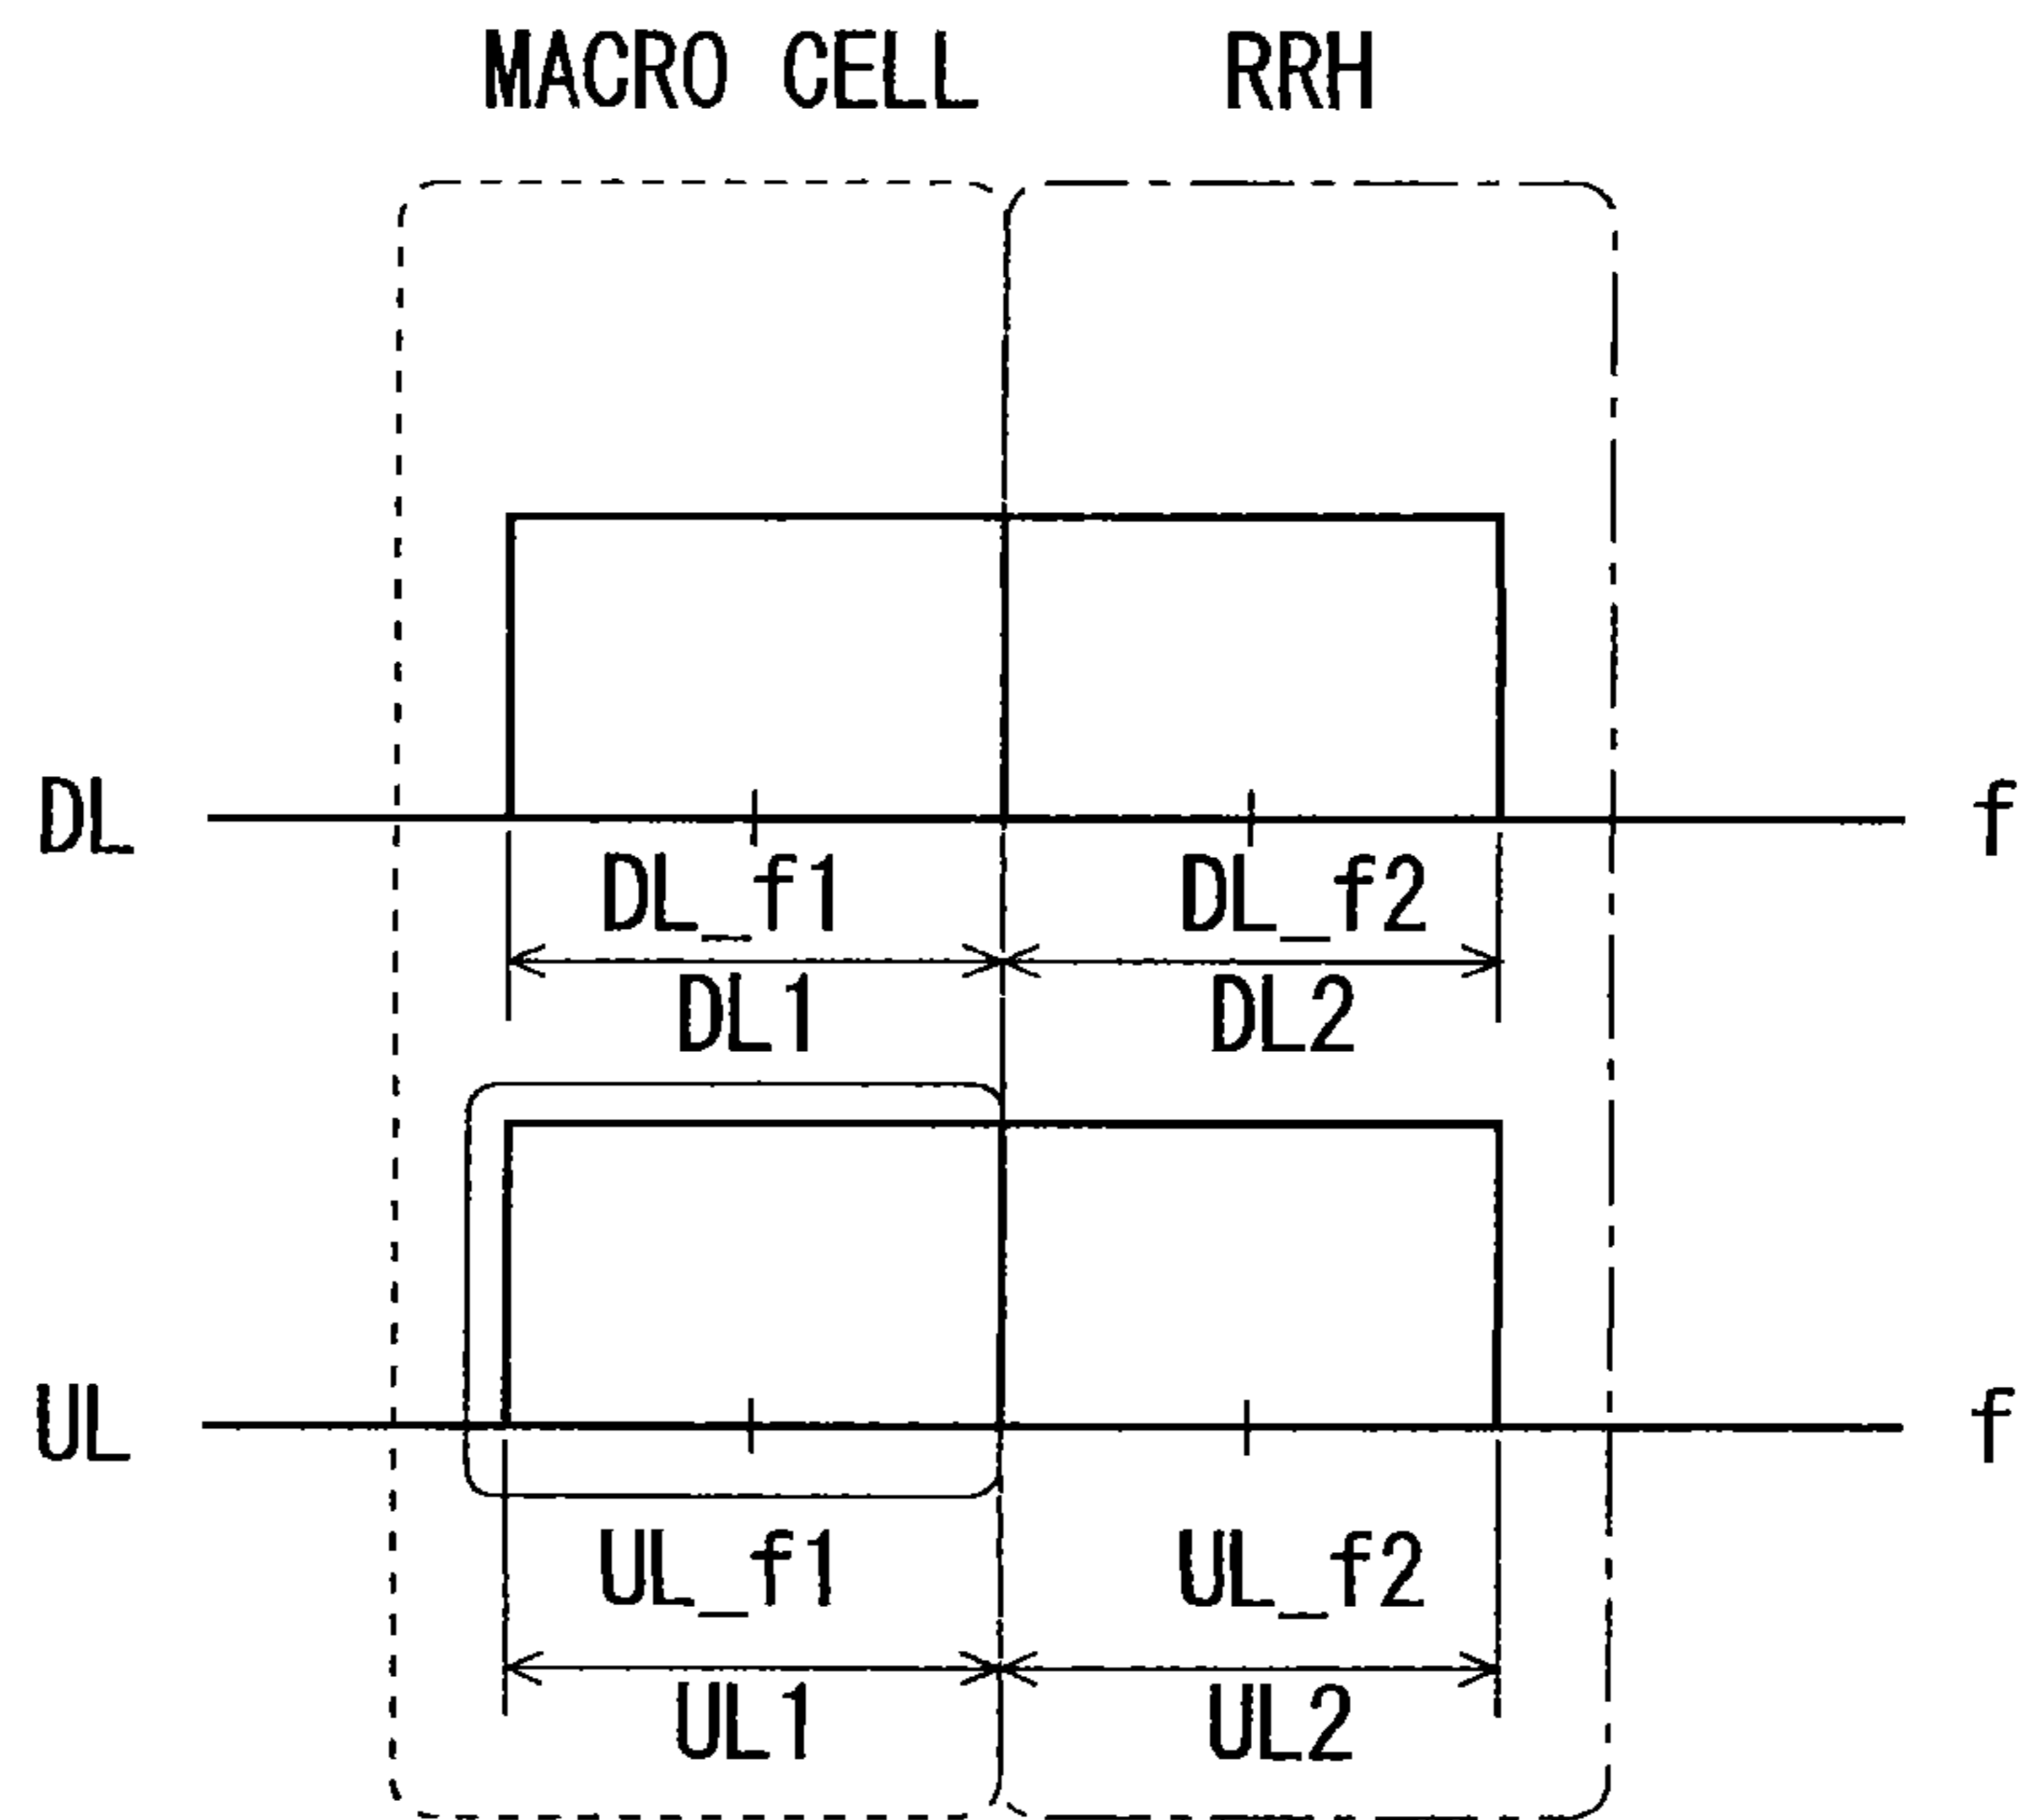 MACRO CELL RRH
DL f
DL_f1 DL_f2
DL1 DL2
UL f
UL_f1 UL_f2
UL1 UL2